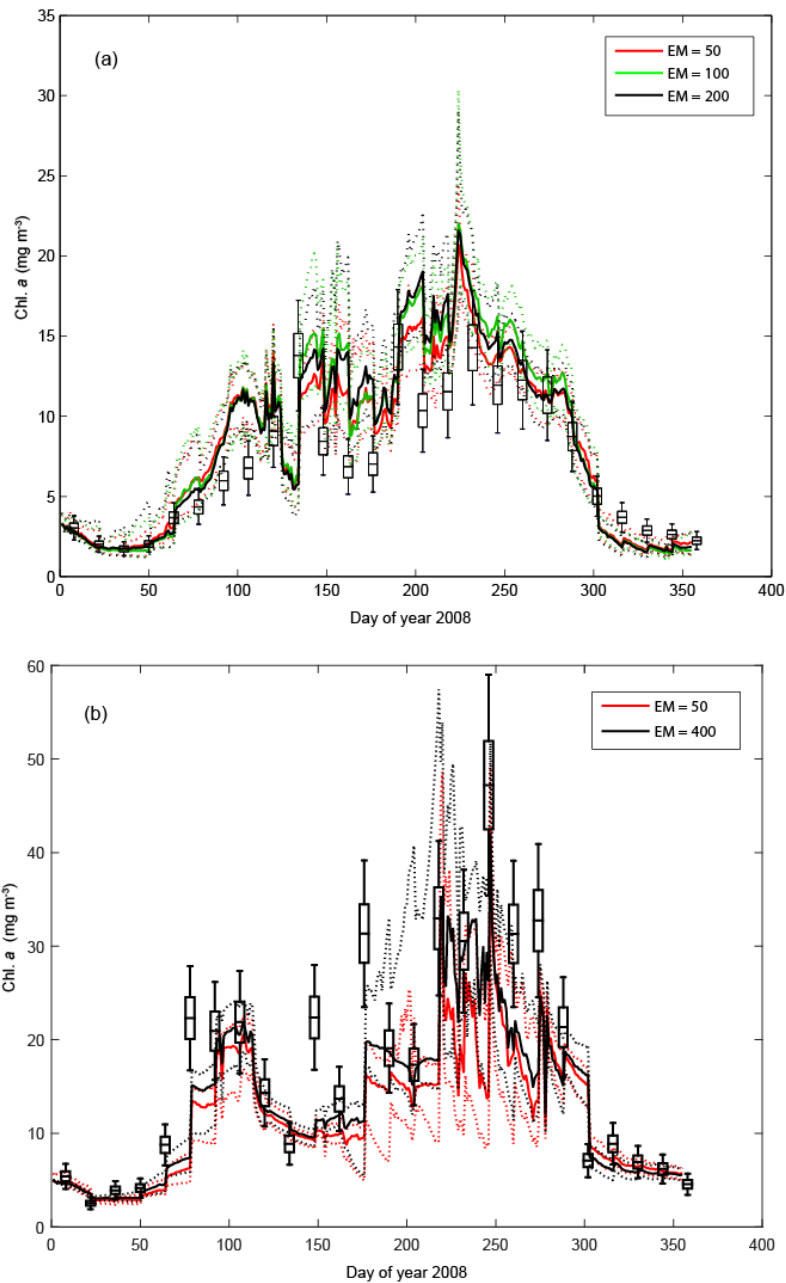 35
(a)
EM = 50
EM = 100
EM = 200
30
25
20
15
10
5
0
Chl. a (mg m⁻³)
0 50 100 150 200 250 300 350 400
Day of year 2008
60
(b)
EM = 50
EM = 400
50
40
30
20
10
0
Chl. a (mg m⁻³)
0 50 100 150 200 250 300 350 400
Day of year 2008